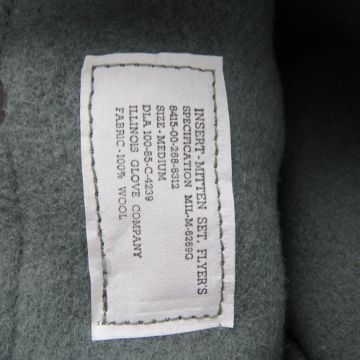 INSERT-MITTEN SET, FLYER'S
SPECIFICATION MIL-M-6269G
8415-00-268-8312
SIZE-MEDIUM
DLA 100-85-C-4239
ILLINOIS GLOVE COMPANY
FABRIC-100% WOOL